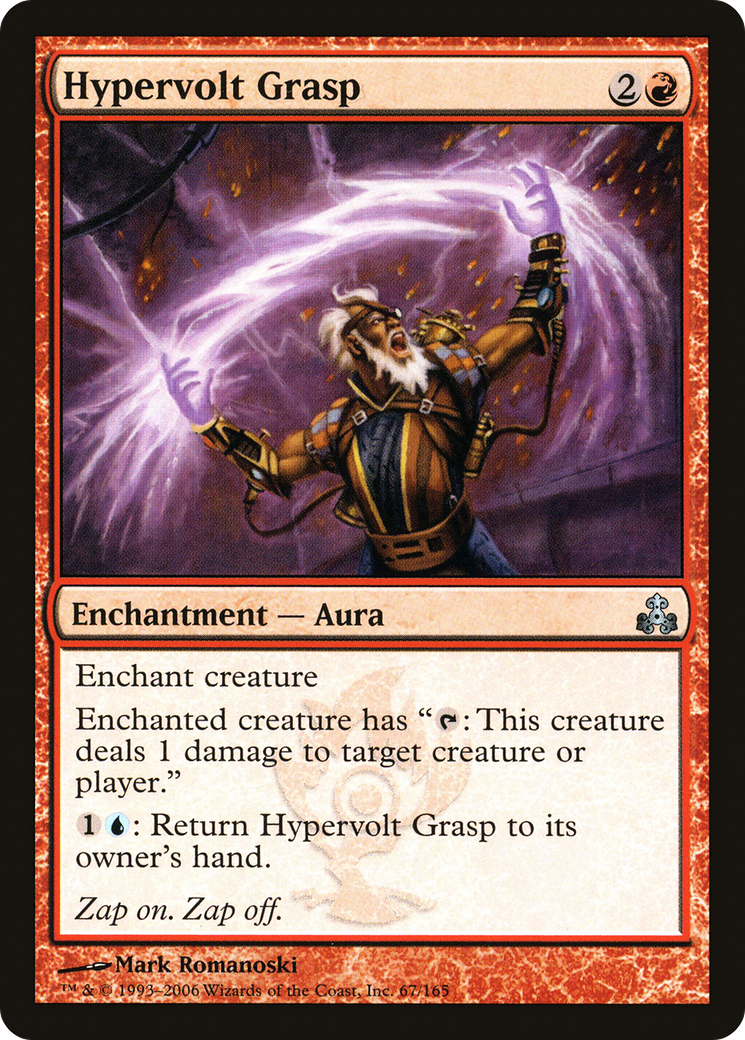 Hypervolt Grasp 2
Enchantment — Aura
Enchant creature
Enchanted creature has “: This creature
deals 1 damage to target creature or
player.”
1: Return Hypervolt Grasp to its
owner’s hand.
Zap on. Zap off.
Mark Romanoski
™ & © 1993–2006 Wizards of the Coast, Inc. 67/165